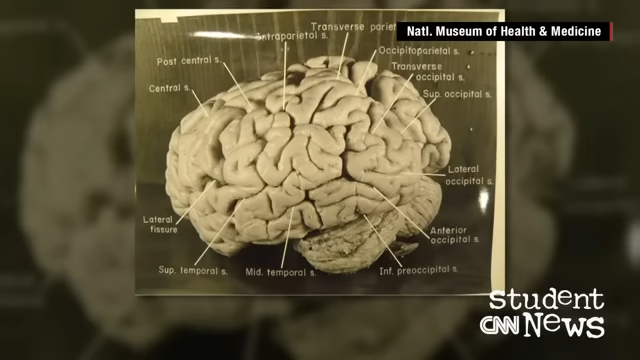 Natl. Museum of Health & Medicine
Transverse pariet
Intraparietal s.
Occipitoparietal s.
Post central s.
Transverse
occipital s.
Central s.
Sup. occipital s.
Lateral
occipital s.
Lateral
fissure
Anterior
occipital s.
Sup. temporal s.
Mid. temporal s.
Inf. preoccipital s.
student
CNN News